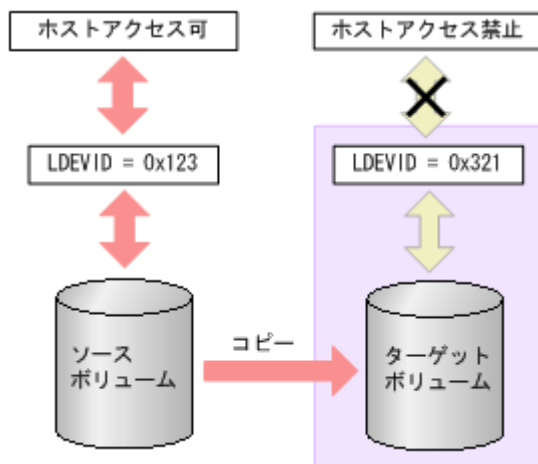 ホストアクセス可
ホストアクセス禁止
LDEVID = 0x123
LDEVID = 0x321
ソース
ボリューム
コピー
ターゲット
ボリューム